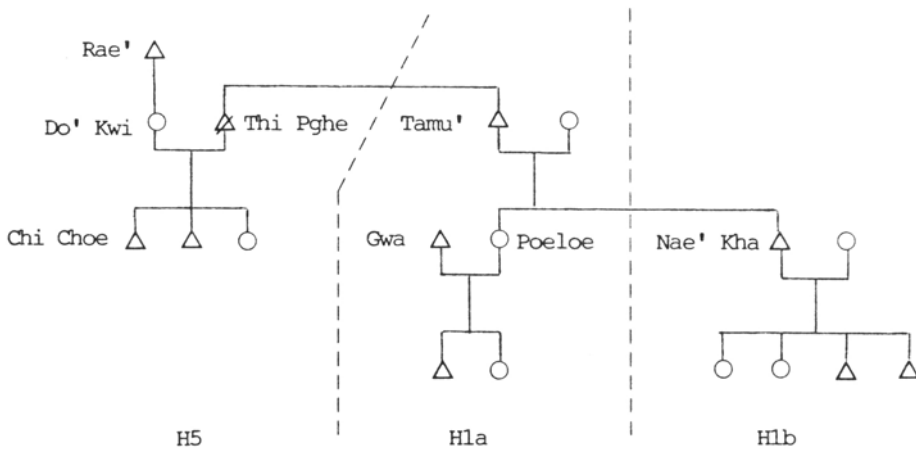 Rae'
Do' Kwi Thi Pghe Tamu'
Chi Choe Gwa Poeloe Nae' Kha
H5 H1a H1b